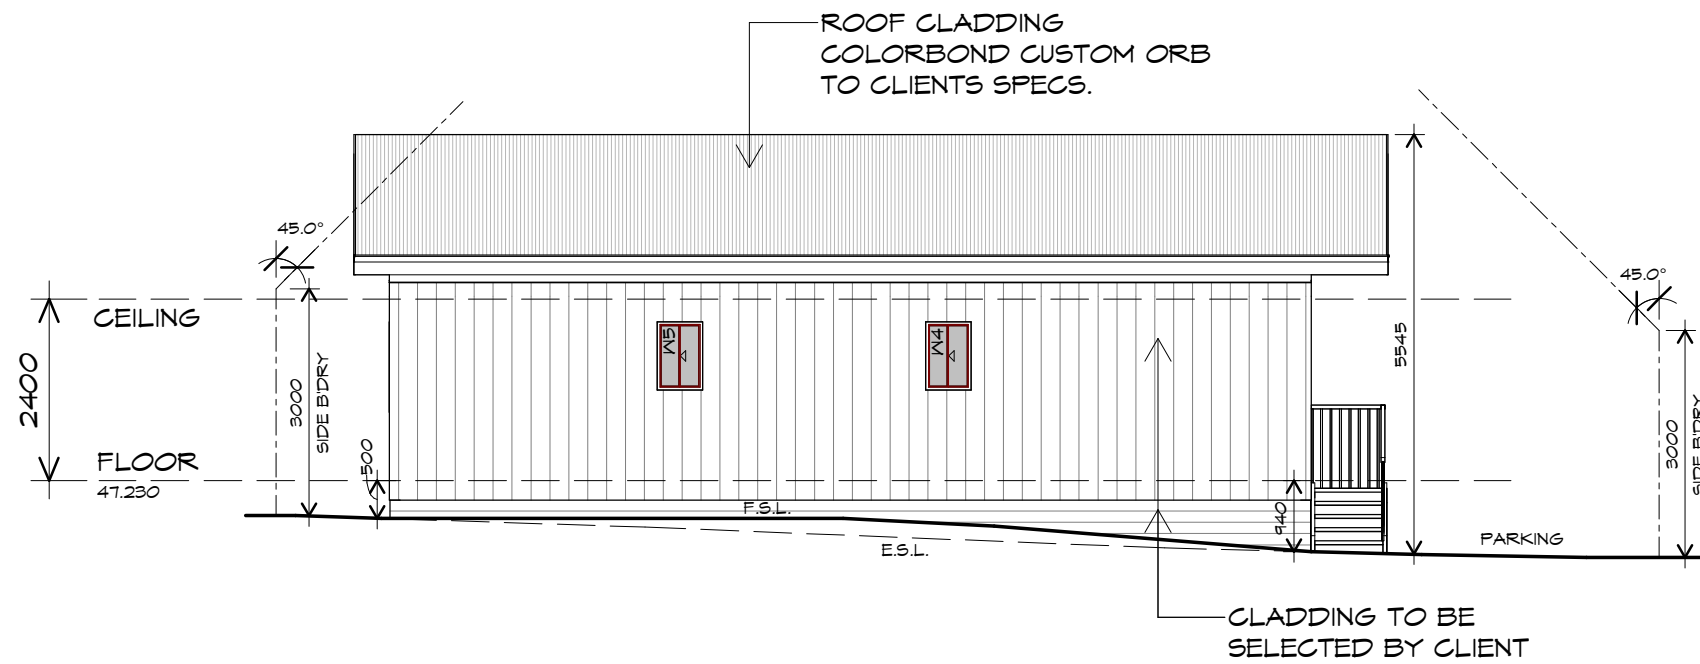 ROOF CLADDING
COLORBOND CUSTOM ORB
TO CLIENTS SPECS.
45.0°
45.0°
CEILING
2400
3000
SIDE B'DRY
W5
W4
5545
3000
SIDE B'DRY
500
FLOOR
47.230
F.S.L.
940
E.S.L.
PARKING
CLADDING TO BE
SELECTED BY CLIENT